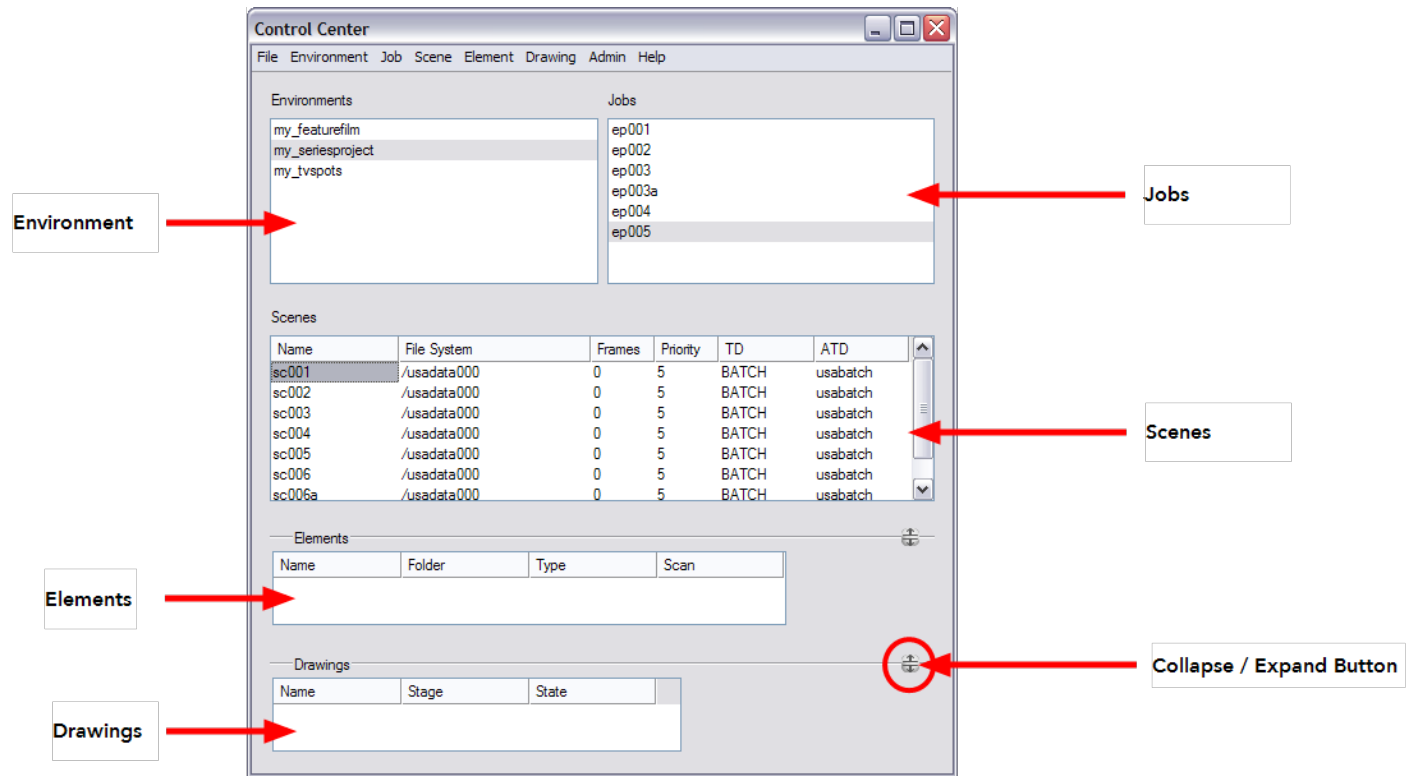 Control Center
File Environment Job Scene Element Drawing Admin Help
Environments Jobs
my_featurefilm ep001
my_seriesproject ep002
my_tvspots ep003
ep003a
Jobs
Environment
ep004
ep005
Scenes
Name File System Frames Priority TD ATD
sc001 /usadata000 0 5 BATCH usabatch
sc002 /usadata000 0 5 BATCH usabatch
sc003 /usadata000 0 5 BATCH usabatch
sc004 /usadata000 0 5 BATCH usabatch
Scenes
sc005 /usadata000 0 5 BATCH usabatch
sc006 /usadata000 0 5 BATCH usabatch
sc006a /usadata000 0 5 BATCH usabatch
Elements
Name Folder Type Scan
Elements
Drawings
Collapse / Expand Button
Name Stage State
Drawings